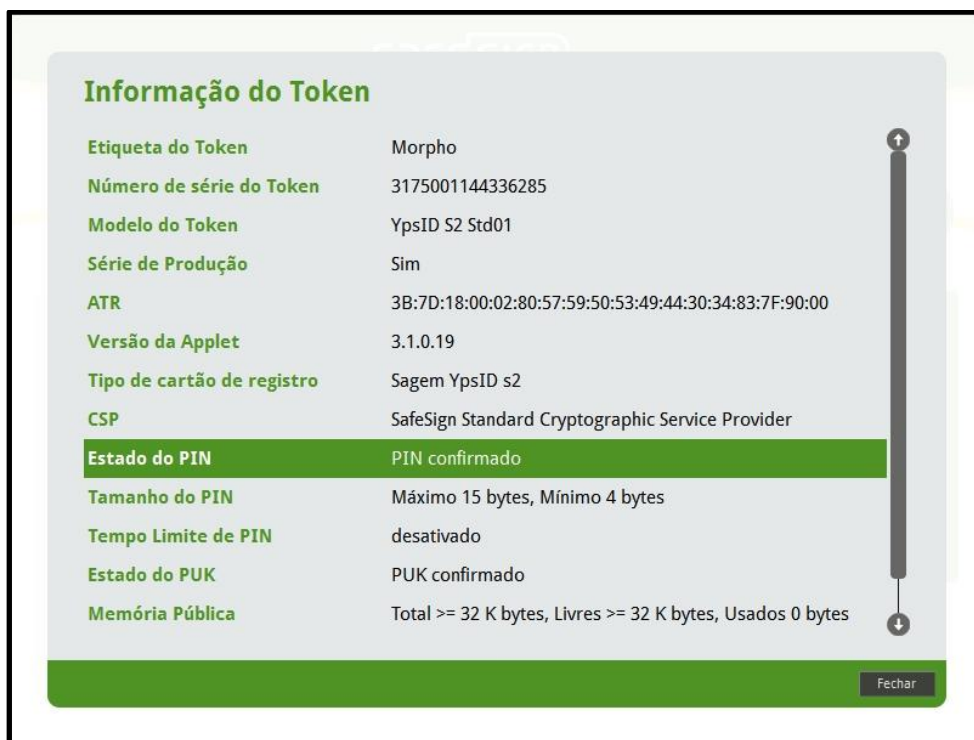 Informação do Token
Etiqueta do Token Morpho
Número de série do Token 3175001144336285
Modelo do Token YpsID S2 Std01
Série de Produção Sim
ATR 3B:7D:18:00:02:80:57:59:50:53:49:44:30:34:83:7F:90:00
Versão da Applet 3.1.0.19
Tipo de cartão de registro Sagem YpsID s2
CSP SafeSign Standard Cryptographic Service Provider
Estado do PIN PIN confirmado
Tamanho do PIN Máximo 15 bytes, Mínimo 4 bytes
Tempo Limite de PIN desativado
Estado do PUK PUK confirmado
Memória Pública Total >= 32 K bytes, Livres >= 32 K bytes, Usados 0 bytes
Fechar